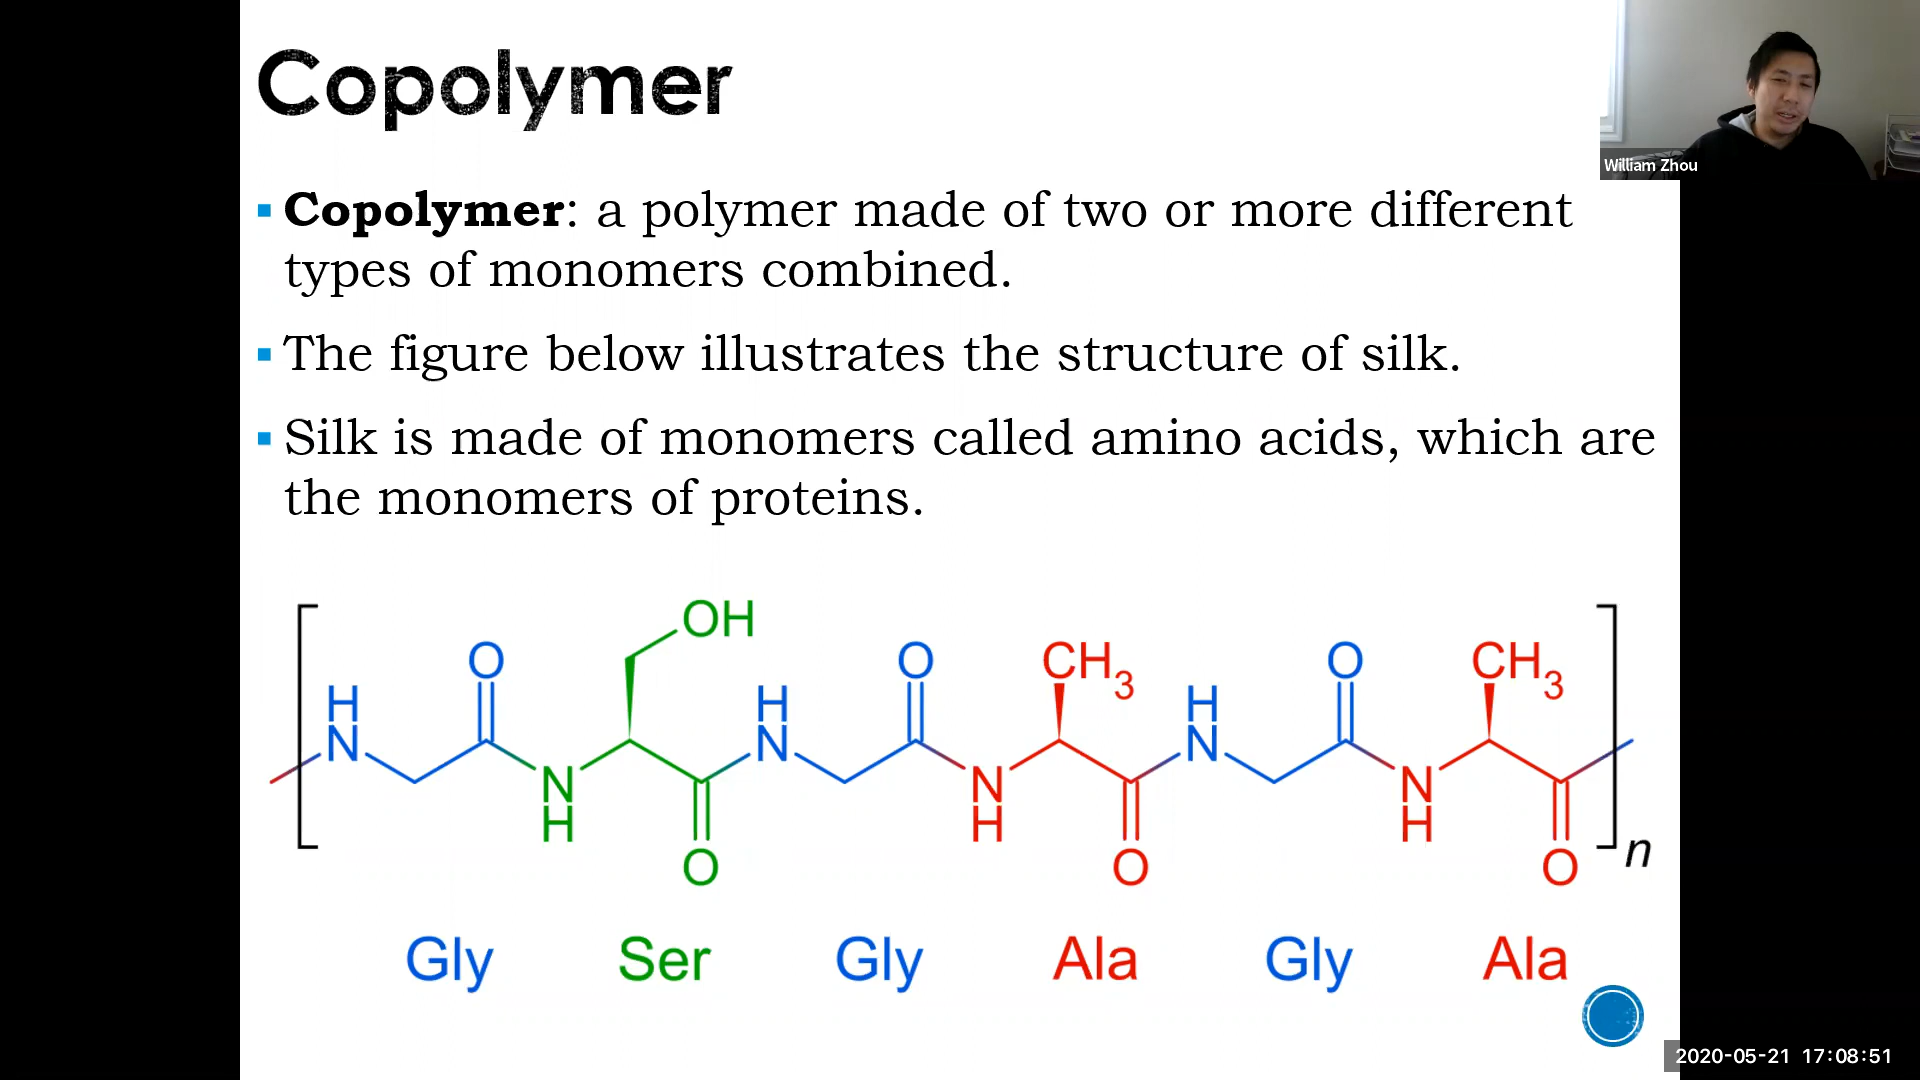 Copolymer
William Zhou
▪ Copolymer: a polymer made of two or more different
types of monomers combined.
▪ The figure below illustrates the structure of silk.
▪ Silk is made of monomers called amino acids, which are
the monomers of proteins.
OH
O O CH3 O CH3
H H H
N N N
N N N
H H H
n
O O O
Gly Ser Gly Ala Gly Ala
2020-05-21 17:08:51